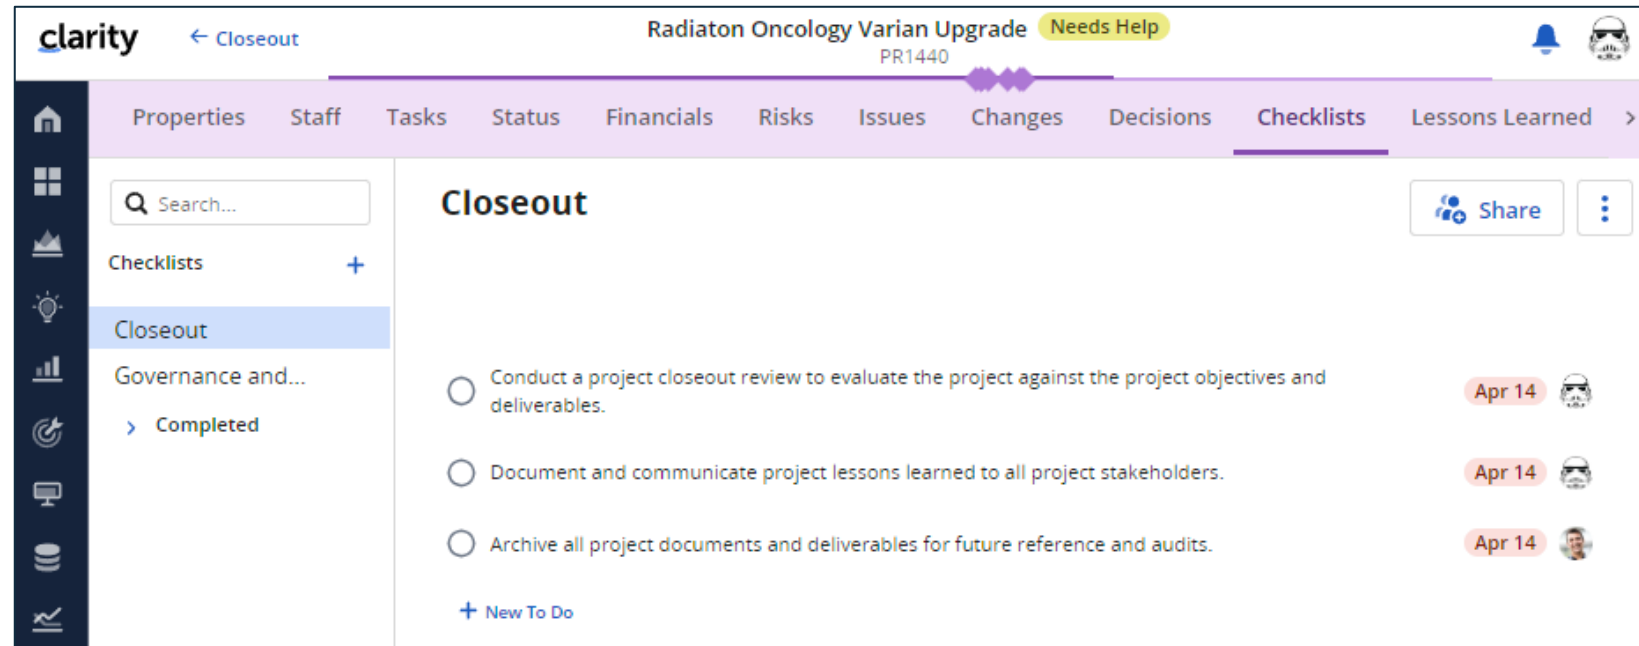 clarity
← Closeout
Radiaton Oncology Varian Upgrade Needs Help
PR1440
Properties Staff Tasks Status Financials Risks Issues Changes Decisions Checklists Lessons Learned >
Search...
Checklists +
Closeout
Governance and...
> Completed
Closeout
Share
Conduct a project closeout review to evaluate the project against the project objectives and
deliverables.
Apr 14
Document and communicate project lessons learned to all project stakeholders.
Apr 14
Archive all project documents and deliverables for future reference and audits.
Apr 14
+ New To Do